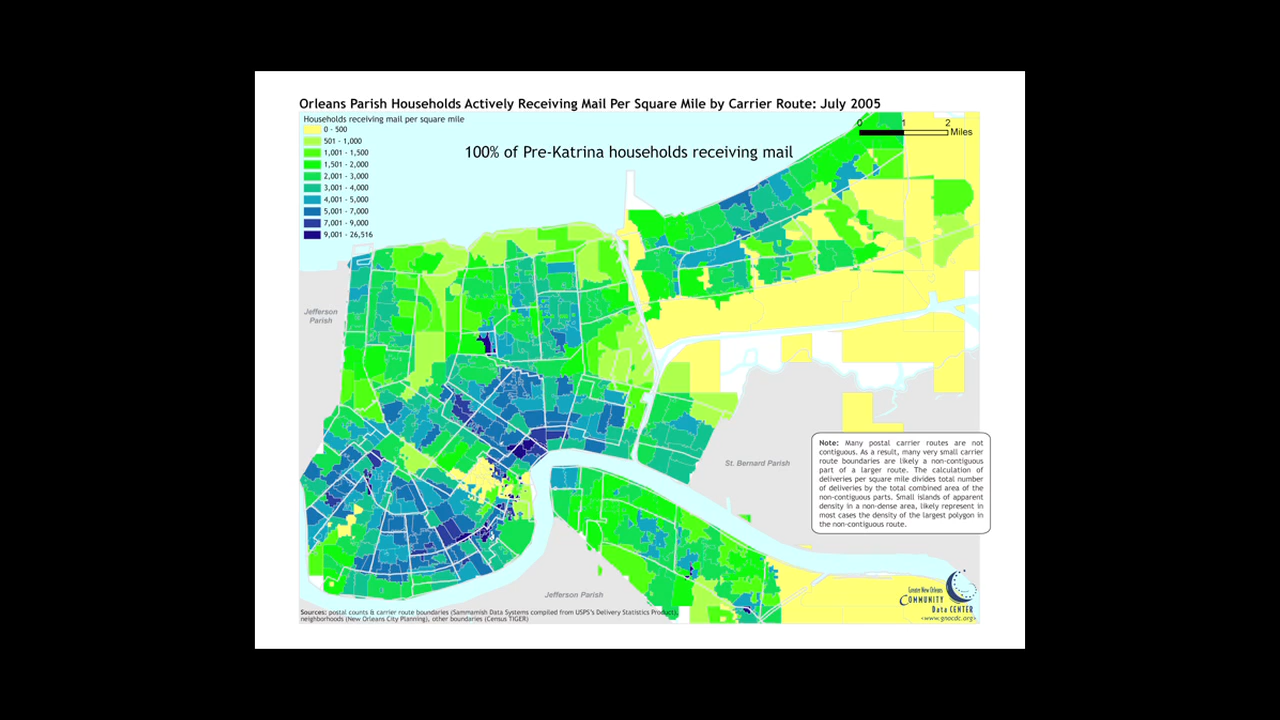 Orleans Parish Households Actively Receiving Mail Per Square Mile by Carrier Route: July 2005
Households receiving mail per square mile
0 - 500
501 - 1,000
1,001 - 1,500
1,501 - 2,000
2,001 - 3,000
3,001 - 4,000
4,001 - 5,000
5,001 - 7,000
7,001 - 9,000
9,001 - 26,516
100% of Pre-Katrina households receiving mail
0 1 2
Miles
Jefferson
Parish
Note: Many postal carrier routes are not
contiguous. As a result, many very small carrier
route boundaries are likely a non-contiguous
part of a larger route. The calculation of
deliveries per square mile divides total number
of deliveries by the total combined area of the
non-contiguous parts. Small islands of apparent
density in a non-dense area, likely represent in
most cases the density of the largest polygon in
the non-contiguous route.
St. Bernard Parish
Jefferson Parish
Greater New Orleans
Community
Data Center
<www.gnocdc.org>
Sources: postal counts & carrier route boundaries (Sammamish Data Systems compiled from USPS's Delivery Statistics Product),
neighborhoods (New Orleans City Planning), other boundaries (Census TIGER)